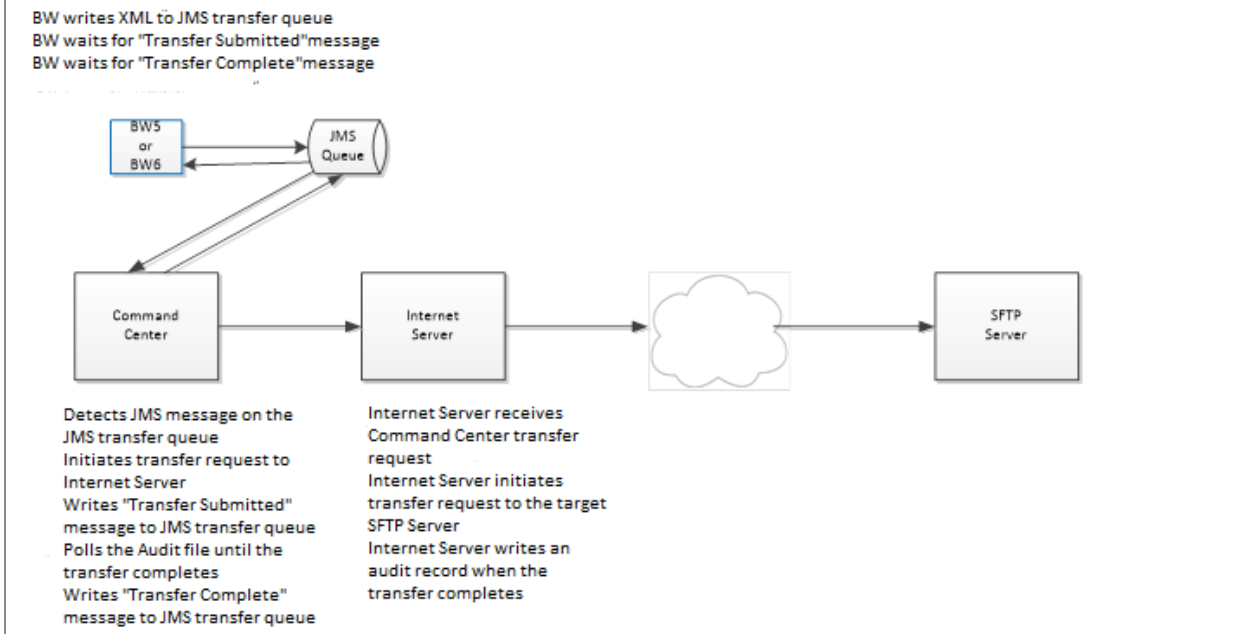 BW writes XML to JMS transfer queue
BW waits for "Transfer Submitted"message
BW waits for "Transfer Complete"message
BW5
or
BW6
JMS
Queue
Command
Center
Internet
Server
SFTP
Server
Detects JMS message on the
JMS transfer queue
Initiates transfer request to
Internet Server
Writes "Transfer Submitted"
message to JMS transfer queue
Polls the Audit file until the
transfer completes
Writes "Transfer Complete"
message to JMS transfer queue
Internet Server receives
Command Center transfer
request
Internet Server initiates
transfer request to the target
SFTP Server
Internet Server writes an
audit record when the
transfer completes